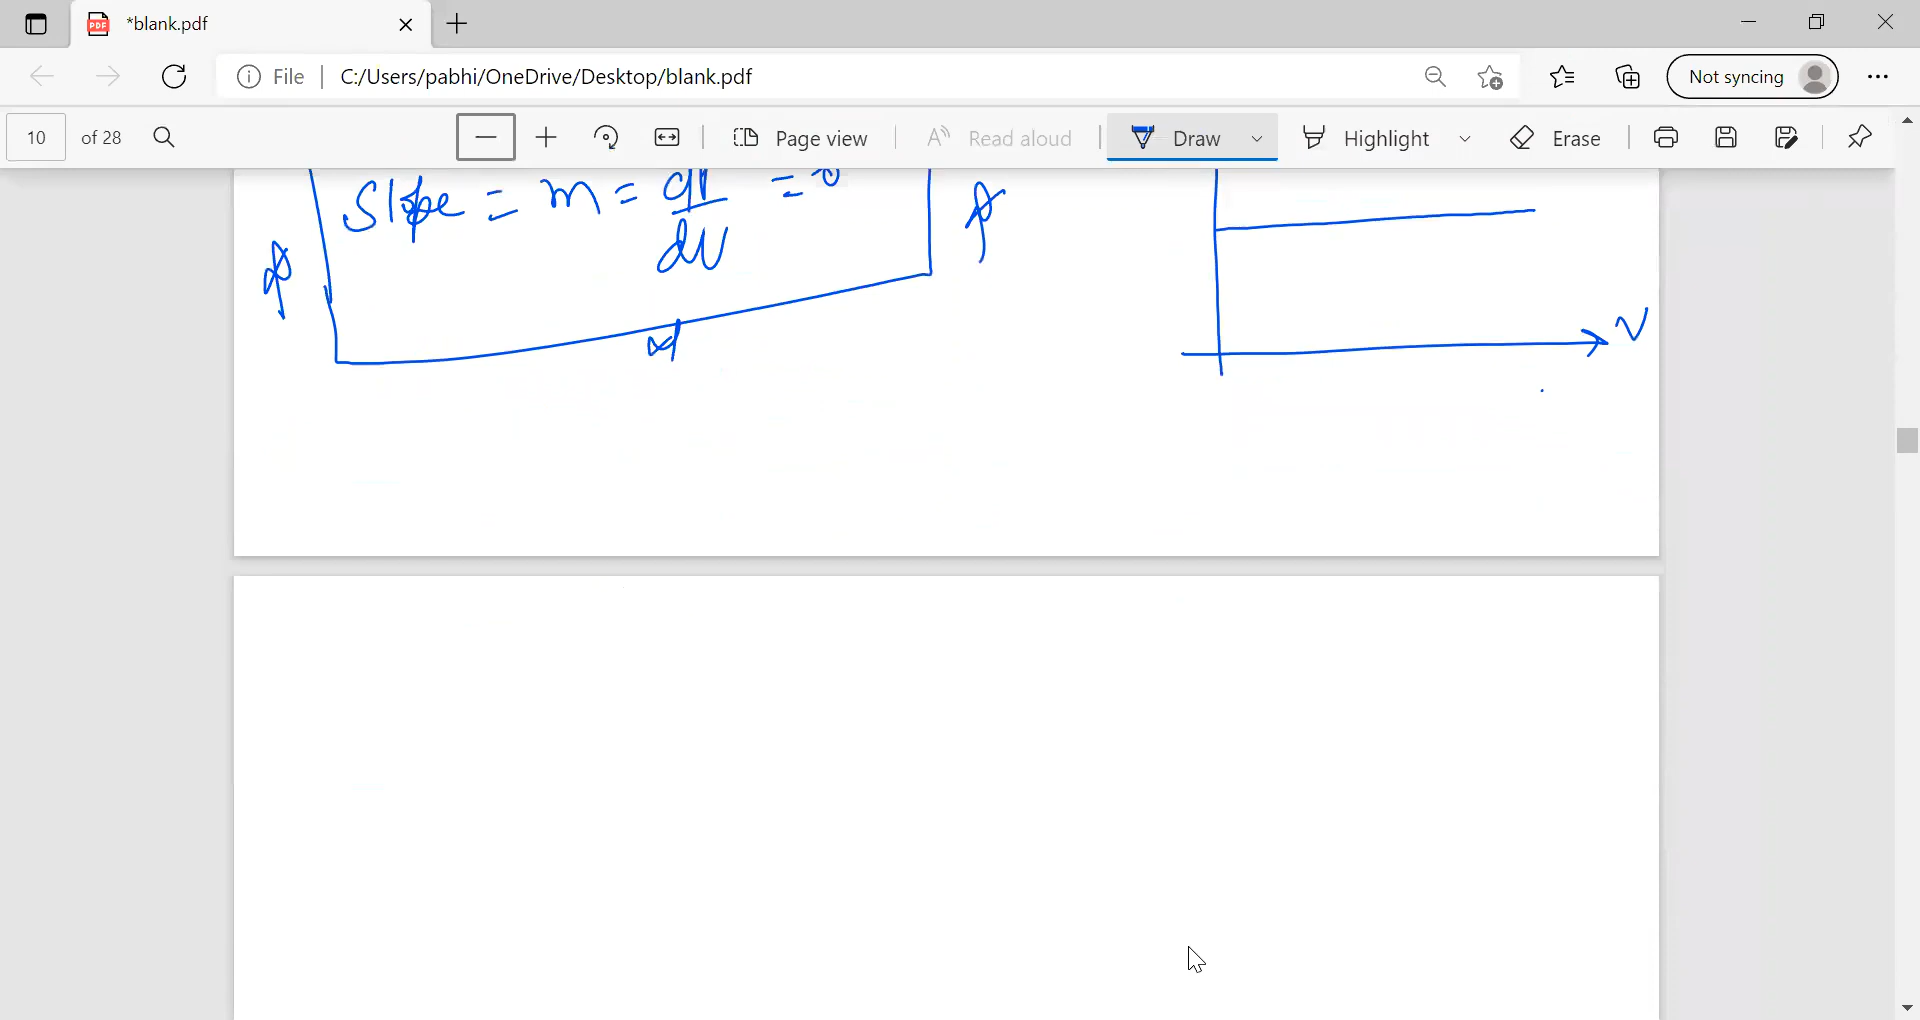 *blank.pdf
File
C:/Users/pabhi/OneDrive/Desktop/blank.pdf
Not syncing
10 of 28
Page view
Read aloud
Draw
Highlight
Erase
Slope = m = = 0
dV
V